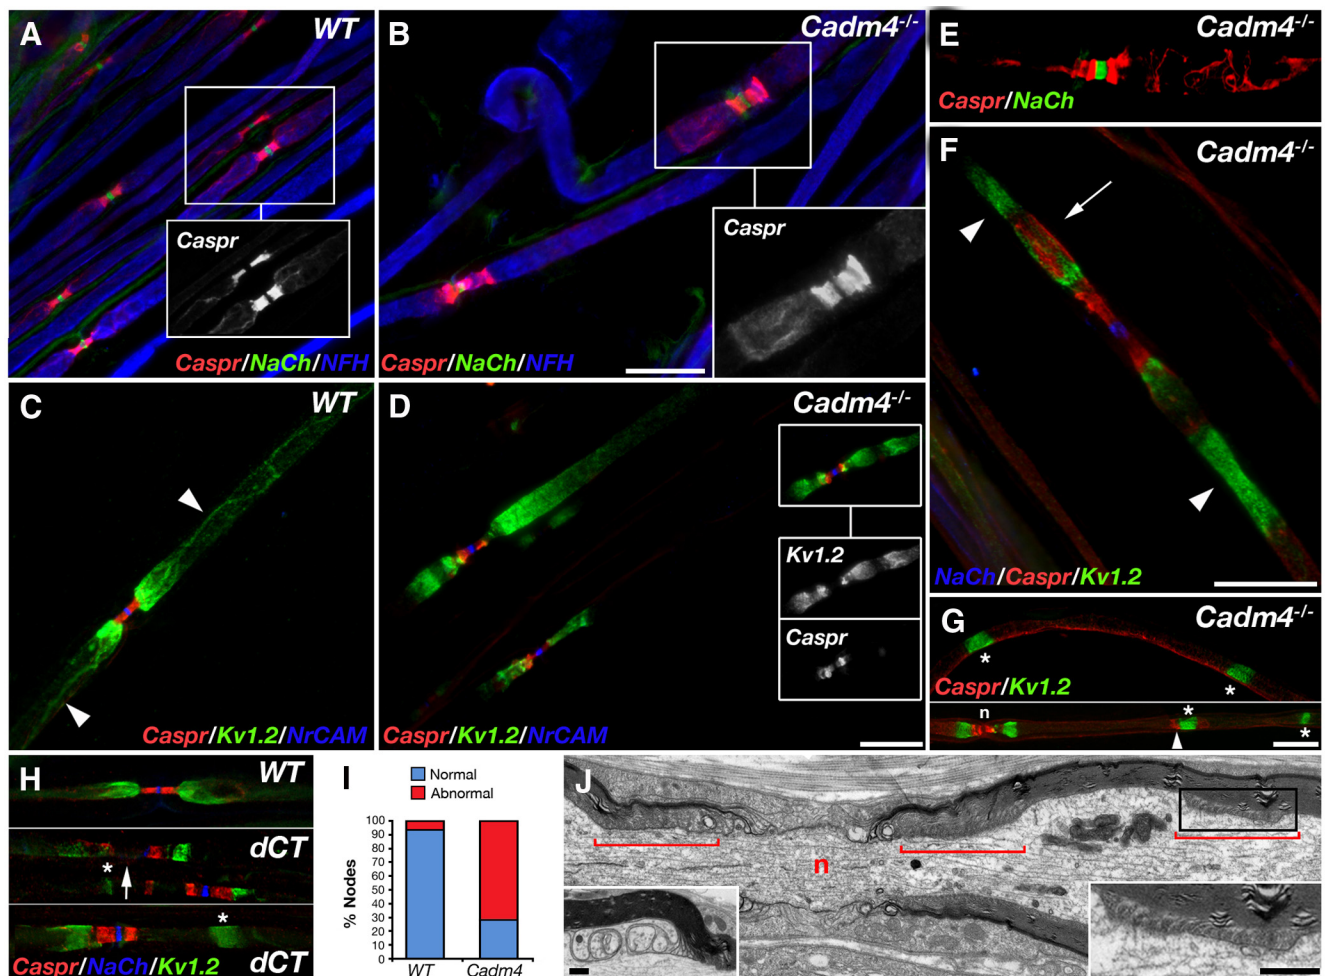 A
WT
Caspr
Caspr/NaCh/NFH
B
Cadm4-/-
Caspr
Caspr/NaCh/NFH
C
WT
Caspr/Kv1.2/NrCAM
D
Cadm4-/-
Kv1.2
Caspr
Caspr/Kv1.2/NrCAM
E
Cadm4-/-
Caspr/NaCh
F
Cadm4-/-
NaCh/Caspr/Kv1.2
G
Cadm4-/-
*
*
Caspr/Kv1.2
n
*
*
H
WT
dCT
*
*
Caspr/NaCh/Kv1.2
dCT
I
Normal
Abnormal
% Nodes
100
90
80
70
60
50
40
30
20
10
0
WT
Cadm4
J
n